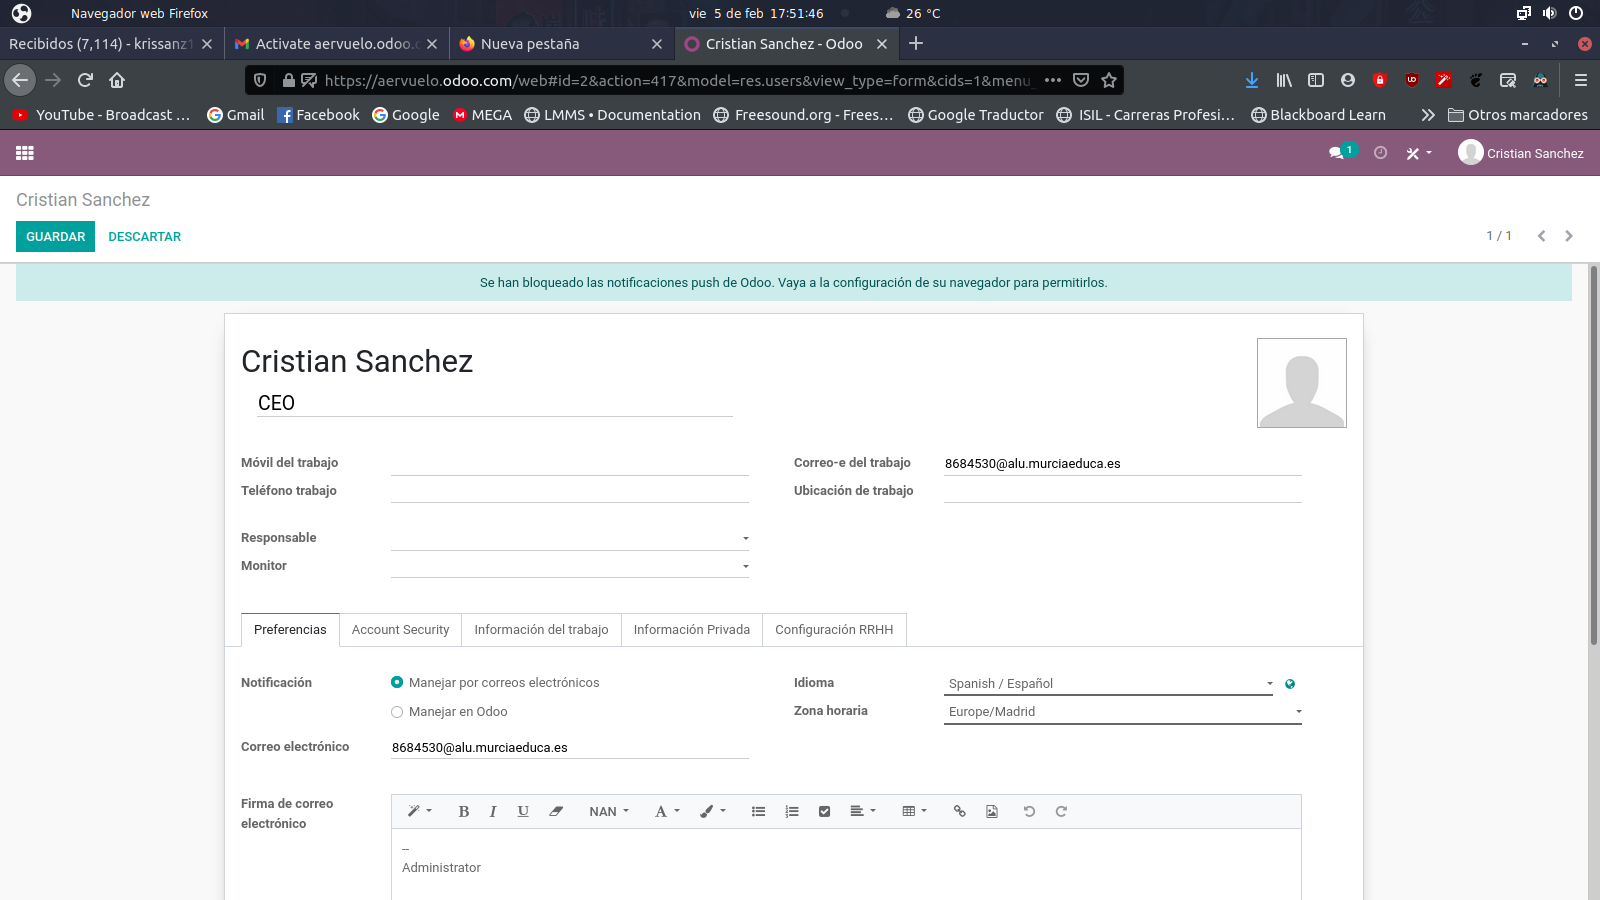 Navegador web Firefox
vie 5 de feb 17:51:46
26 °C
Recibidos (7,114) - krissanz1
Activate aervuelo.odoo.c
Nueva pestaña
Cristian Sanchez - Odoo
https://aervuelo.odoo.com/web#id=2&action=417&model=res.users&view_type=form&cids=1&menu_
YouTube - Broadcast ...
Gmail
Facebook
Google
MEGA
LMMS • Documentation
Freesound.org - Frees...
Google Traductor
ISIL - Carreras Profesi...
Blackboard Learn
Otros marcadores
1
Cristian Sanchez
Cristian Sanchez
GUARDAR
DESCARTAR
1 / 1
Se han bloqueado las notificaciones push de Odoo. Vaya a la configuración de su navegador para permitirlos.
Cristian Sanchez
CEO
Móvil del trabajo
Correo-e del trabajo
8684530@alu.murciaeduca.es
Teléfono trabajo
Ubicación de trabajo
Responsable
Monitor
Preferencias
Account Security
Información del trabajo
Información Privada
Configuración RRHH
Notificación
Manejar por correos electrónicos
Idioma
Spanish / Español
Manejar en Odoo
Zona horaria
Europe/Madrid
Correo electrónico
8684530@alu.murciaeduca.es
Firma de correo
electrónico
B
I
U
NAN
A
--
Administrator